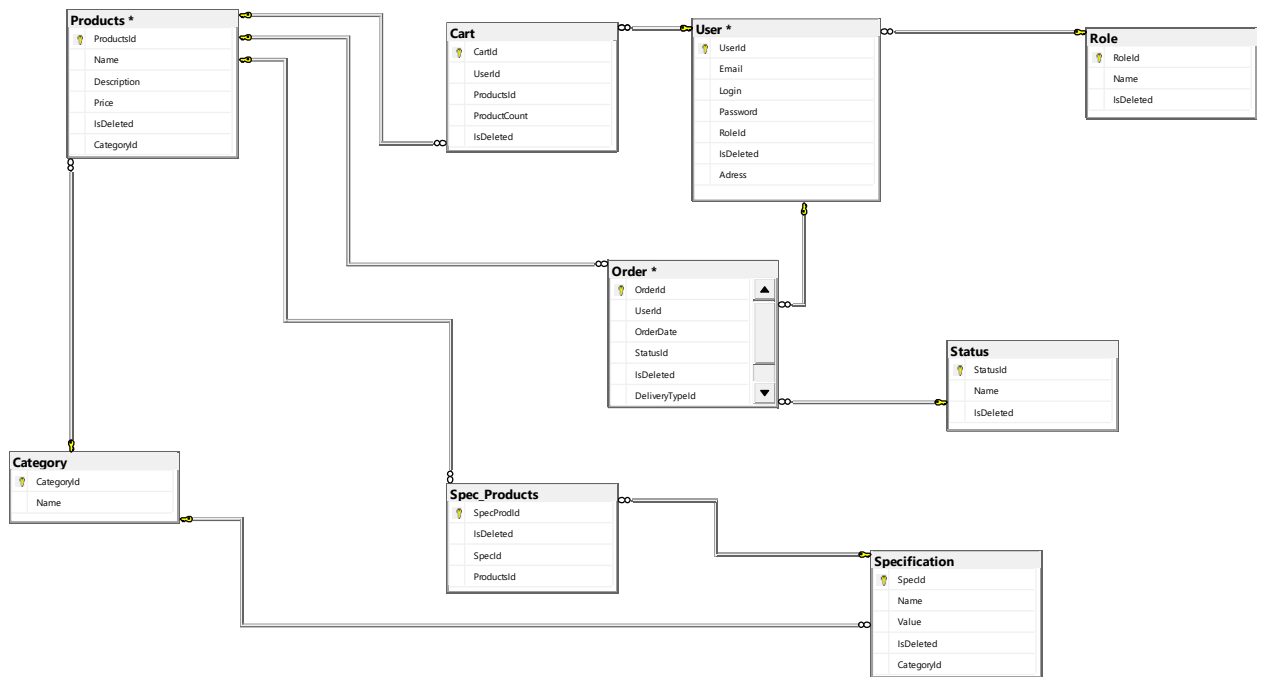 Products *
ProductsId
Name
Description
Price
IsDeleted
CategoryId
Cart
CartId
UserId
ProductsId
ProductCount
IsDeleted
User *
UserId
Email
Login
Password
RoleId
IsDeleted
Adress
Role
RoleId
Name
IsDeleted
Order *
OrderId
UserId
OrderDate
StatusId
IsDeleted
DeliveryTypeId
Status
StatusId
Name
IsDeleted
Category
CategoryId
Name
Spec_Products
SpecProdId
IsDeleted
SpecId
ProductsId
Specification
SpecId
Name
Value
IsDeleted
CategoryId